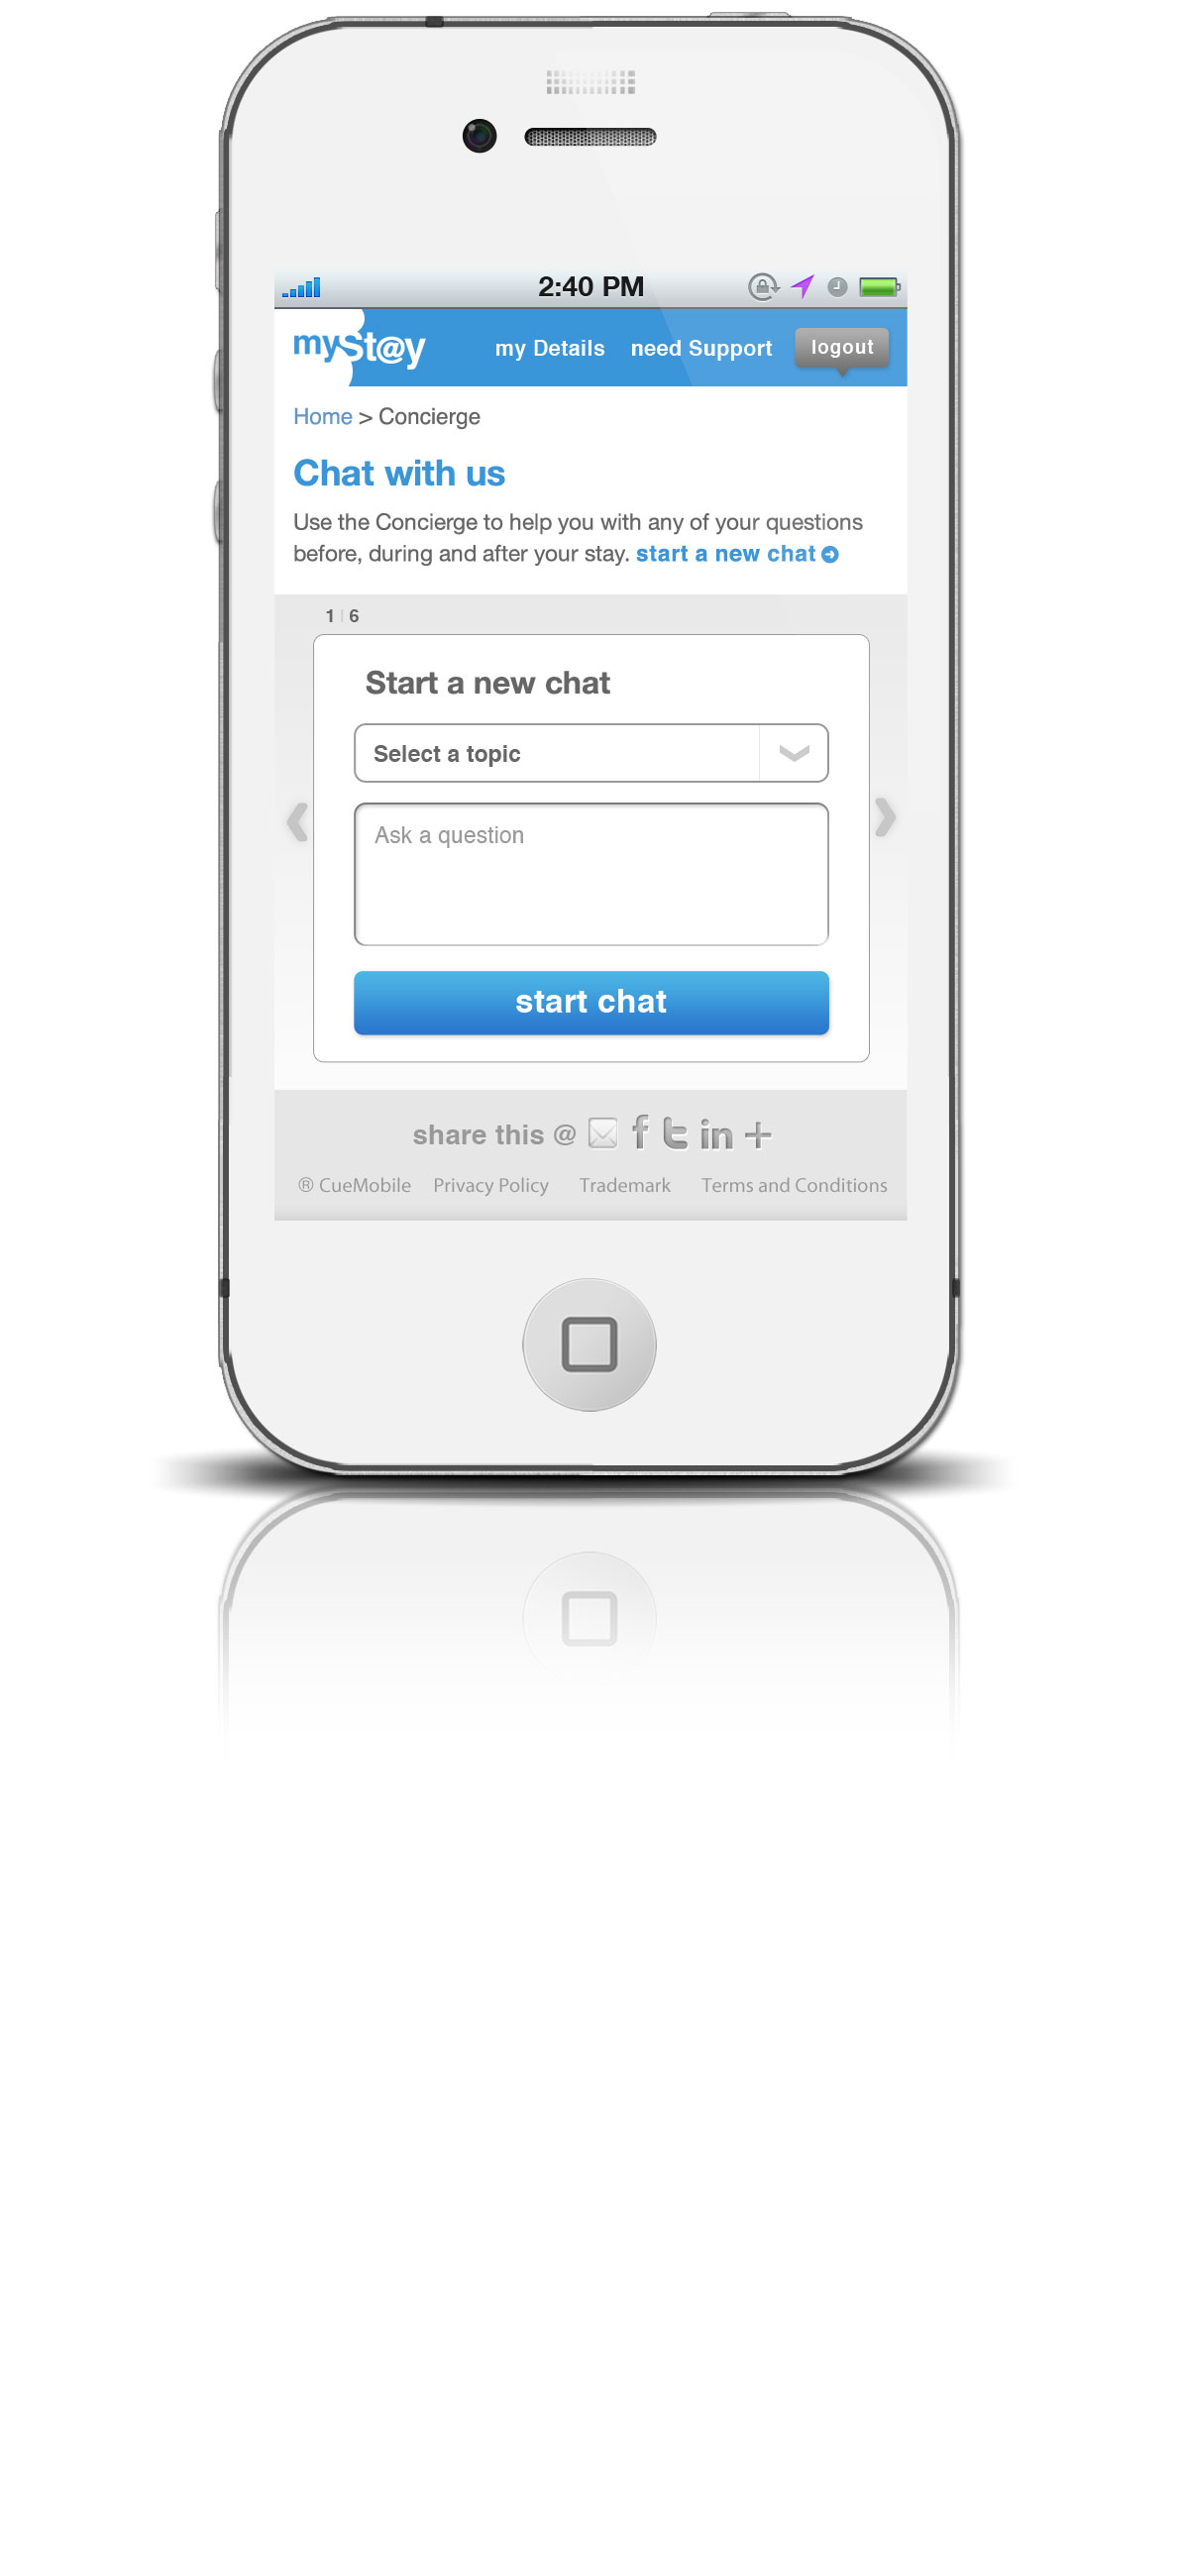 2:40 PM
mySt@y my Details need Support logout
Home > Concierge
Chat with us
Use the Concierge to help you with any of your questions
before, during and after your stay. start a new chat
1 | 6
Start a new chat
Select a topic
Ask a question
start chat
share this @ f t in +
® CueMobile Privacy Policy Trademark Terms and Conditions